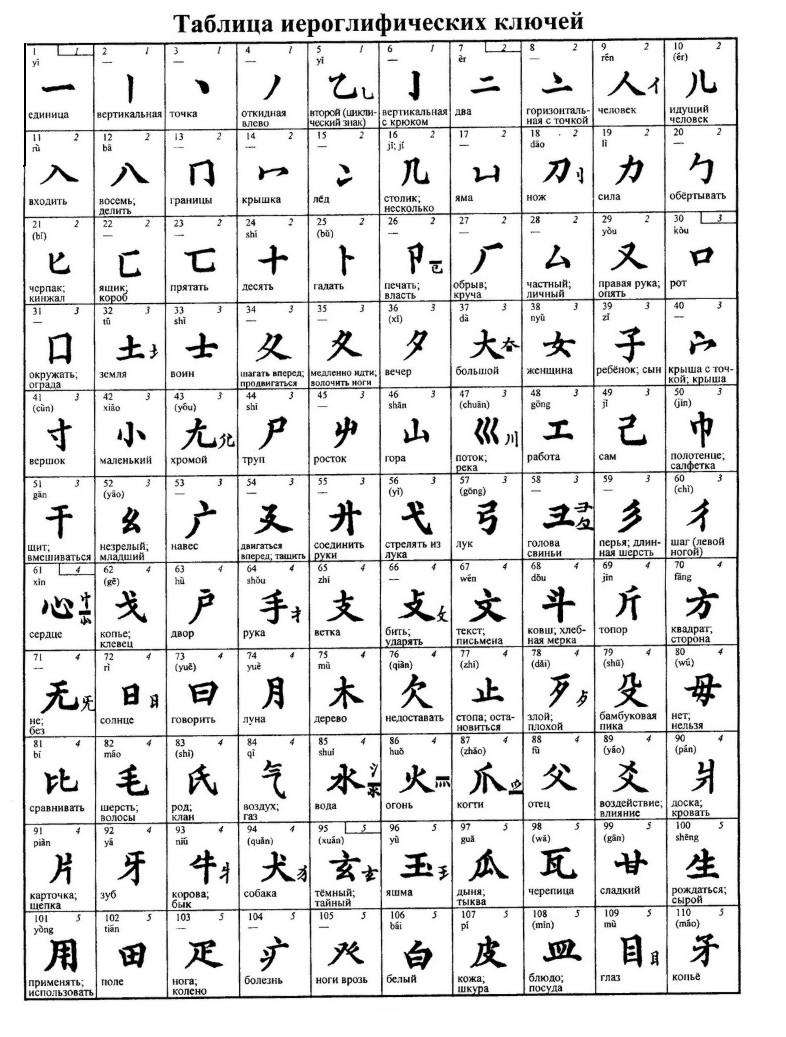 Таблица иероглифических ключей
1 1 2 1 3 1 4 1 5 1 6 1 7 2 8 2 9 2 10 2
yī — — — yǐ — èr — rén (ér)
一 丨 丶 丿 乙 乚 亅 二 亠 人 亻 儿
единица вертикальная точка откидная второй (цикли- вертикальная два горизонталь- человек идущий
влево ческий знак) с крюком ная с точкой человек
11 2 12 2 13 2 14 2 15 2 16 2 17 2 18 2 19 2 20 2
rù bā — — — jī; jǐ — dāo lì —
入 八 冂 冖 冫 几 凵 刀 刂 力 勹
входить восемь; границы крышка лёд столик; яма нож сила обёртывать
делить несколько
21 2 22 2 23 2 24 2 25 2 26 2 27 2 28 2 29 2 30 3
(bǐ) — — shí (bǔ) — — — yòu kòu
匕 匚 匸 十 卜 卩 㔾 厂 厶 又 口
черпак; ящик; прятать десять гадать печать; обрыв; частный; правая рука; рот
кинжал короб власть круча личный опять
31 3 32 3 33 3 34 3 35 3 36 3 37 3 38 3 39 3 40 3
— tǔ shì — — (xī) dà nyǔ zǐ —
囗 土 士 夂 夊 夕 大 女 子 宀
окружать; земля воин шагать вперед; медленно идти; вечер большой женщина ребёнок; сын крыша с точ-
ограда продвигаться волочить ноги кой; крыша
41 3 42 3 43 3 44 3 45 3 46 3 47 3 48 3 49 3 50 3
(cùn) xiǎo (yǒu) shī — shān (chuān) gōng jǐ (jīn)
寸 小 尢 尸 屮 山 巛 川 工 己 巾
вершок маленький хромой труп росток гора поток; работа сам полотенце;
река салфетка
51 3 52 3 53 3 54 3 55 3 56 3 57 3 58 3 59 3 60 3
gān (yāo) — — — (yǐ) (gōng) — — (chì)
干 幺 广 廴 廾 弋 弓 彐 彑 彡 彳
щит; незрелый; навес двигаться соединить стрелять из лук голова перья; длин- шаг (левой
вмешиваться младший вперед; тащить руки лука свиньи ная шерсть ногой)
61 4 62 4 63 4 64 4 65 4 66 4 67 4 68 4 69 4 70 4
xīn (gē) hù shǒu zhī — wén dǒu jīn fāng
心 忄 戈 戶 手 扌 支 攴 攵 文 斗 斤 方
сердце копье; двор рука ветка бить; текст; ковш; хлеб- топор квадрат;
клевец ударять письмена ная мерка сторона
71 4 72 4 73 4 74 4 75 4 76 4 77 4 78 4 79 4 80 4
— rì (yuē) yuè mù (qiàn) (zhǐ) (dǎi) (shū) (wú)
无 旡 日 曰 月 木 欠 止 歹 歺 殳 毋
не; солнце говорить луна дерево недоставать стопа; оста- злой; бамбуковая нет;
без новиться плохой пика нельзя
81 4 82 4 83 4 84 4 85 4 86 4 87 4 88 4 89 4 90 4
bǐ máo (shì) qì shuǐ huǒ (zhǎo) fù (yáo) (pán)
比 毛 氏 气 水 氵 氺 火 灬 爪 爫 父 爻 爿
сравнивать шерсть; род; воздух; вода огонь когти отец воздействие; доска;
волосы клан газ влияние кровать
91 4 92 4 93 4 94 4 95 5 96 5 97 5 98 5 99 5 100 5
piàn yá niú (quǎn) (xuán) yù guā (wǎ) (gān) shēng
片 牙 牛 牜 犬 犭 玄 玉 王 瓜 瓦 甘 生
карточка; зуб корова; собака тёмный; яшма дыня; черепица сладкий рождаться;
щепка бык тайный тыква сырой
101 5 102 5 103 5 104 5 105 5 106 5 107 5 108 5 109 5 110 5
yòng tián — — — bái pí (mǐn) mù (máo)
用 田 疋 疒 癶 白 皮 皿 目 矛
применять; поле нога; болезнь ноги врозь белый кожа; блюдо; глаз копьё
использовать колено шкура посуда